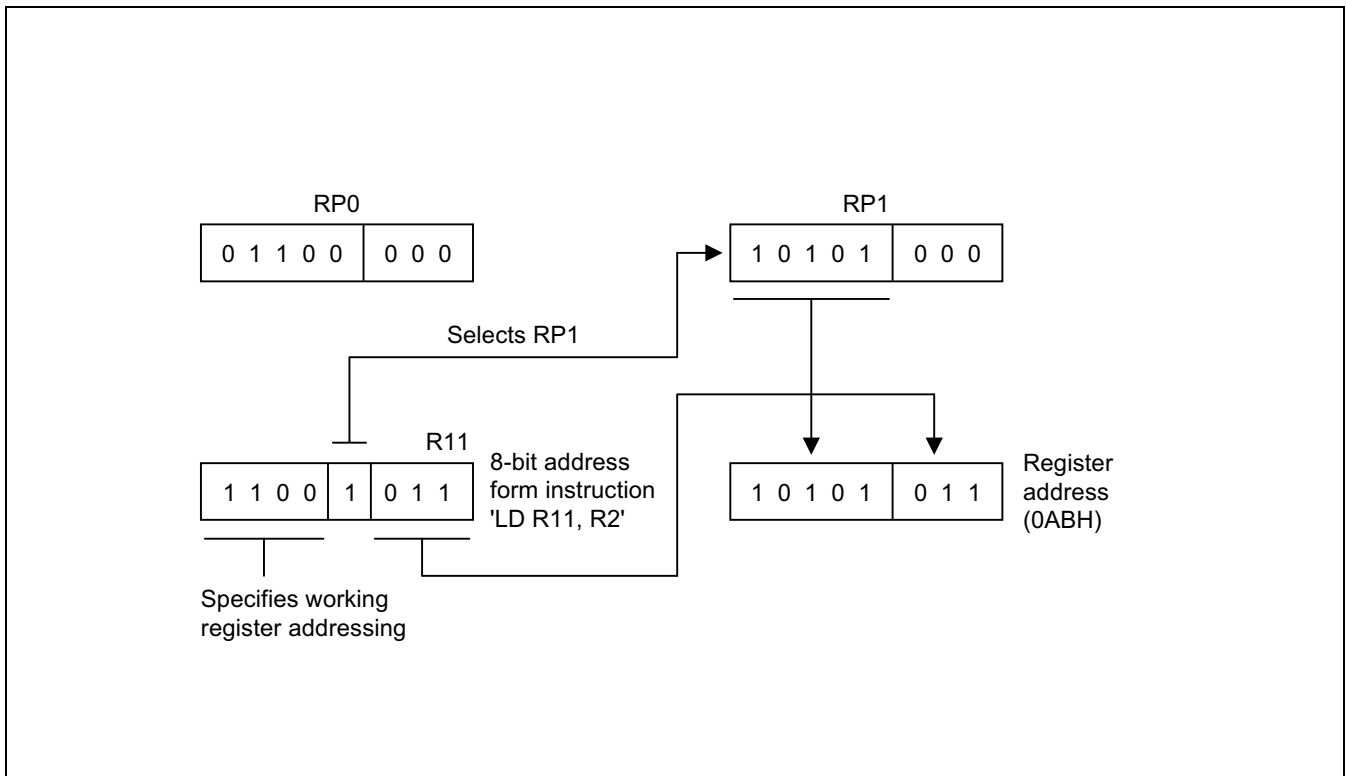 RP0
RP1
0 1 1 0 0 0 0 0
1 0 1 0 1 0 0 0
Selects RP1
R11
1 1 0 0 1 0 1 1
8-bit address
form instruction
'LD R11, R2'
1 0 1 0 1 0 1 1
Register
address
(0ABH)
Specifies working
register addressing